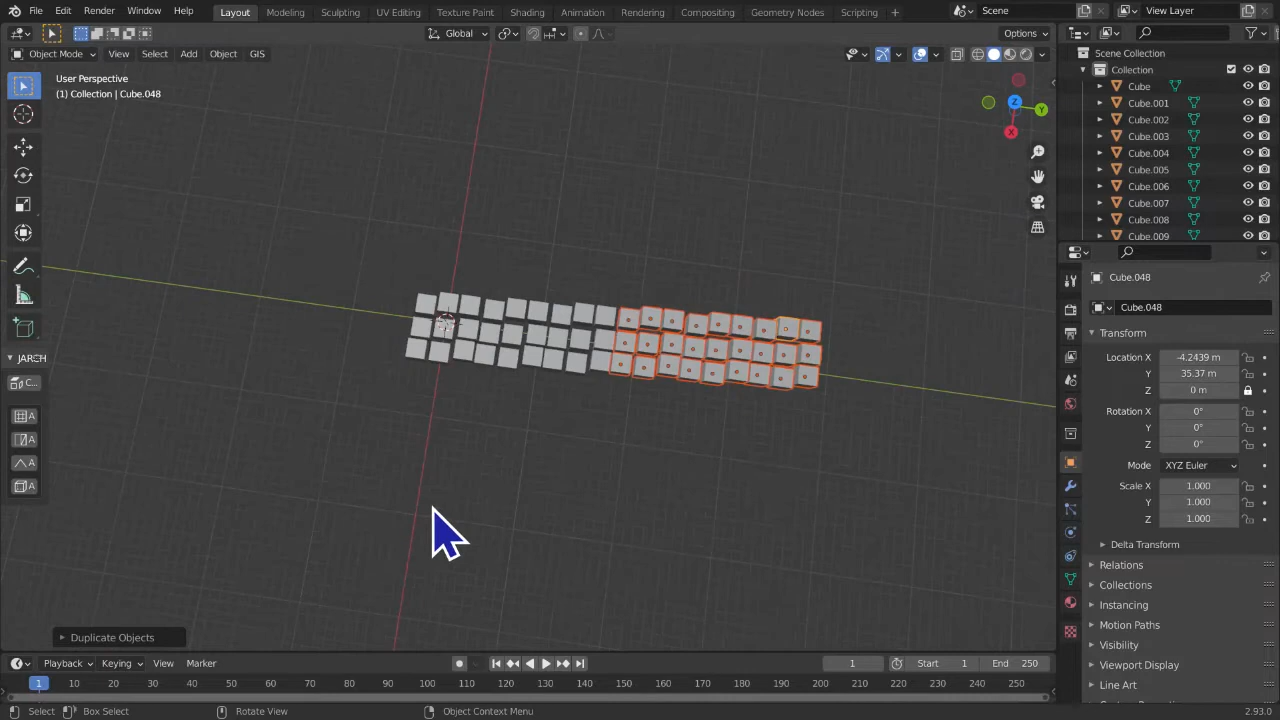 File Edit Render Window Help Layout Modeling Sculpting UV Editing Texture Paint Shading Animation Rendering Compositing Geometry Nodes Scripting + Scene View Layer
Global Options
Object Mode View Select Add Object GIS
User Perspective
(1) Collection | Cube.048
Z
Y
X
JARCH
C...
A
A
A
A
Duplicate Objects
Scene Collection
Collection
Cube
Cube.001
Cube.002
Cube.003
Cube.004
Cube.005
Cube.006
Cube.007
Cube.008
Cube.009
Cube.048
Cube.048
Transform
Location X -4.2439 m
Y 35.37 m
Z 0 m
Rotation X 0°
Y 0°
Z 0°
Mode XYZ Euler
Scale X 1.000
Y 1.000
Z 1.000
Delta Transform
Relations
Collections
Instancing
Motion Paths
Visibility
Viewport Display
Line Art
Playback Keying View Marker 1 Start 1 End 250
1 10 20 30 40 50 60 70 80 90 100 110 120 130 140 150 160 170 180 190 200 210 220 230 240 250
Select Box Select Rotate View Object Context Menu 2.93.0